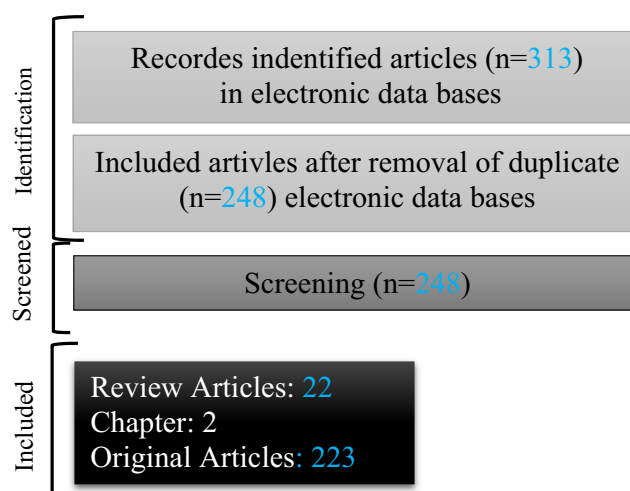 Identification
Recordes indentified articles (n=313)
in electronic data bases
Included artivles after removal of duplicate
(n=248) electronic data bases
Screened
Screening (n=248)
Included
Review Articles: 22
Chapter: 2
Original Articles: 223